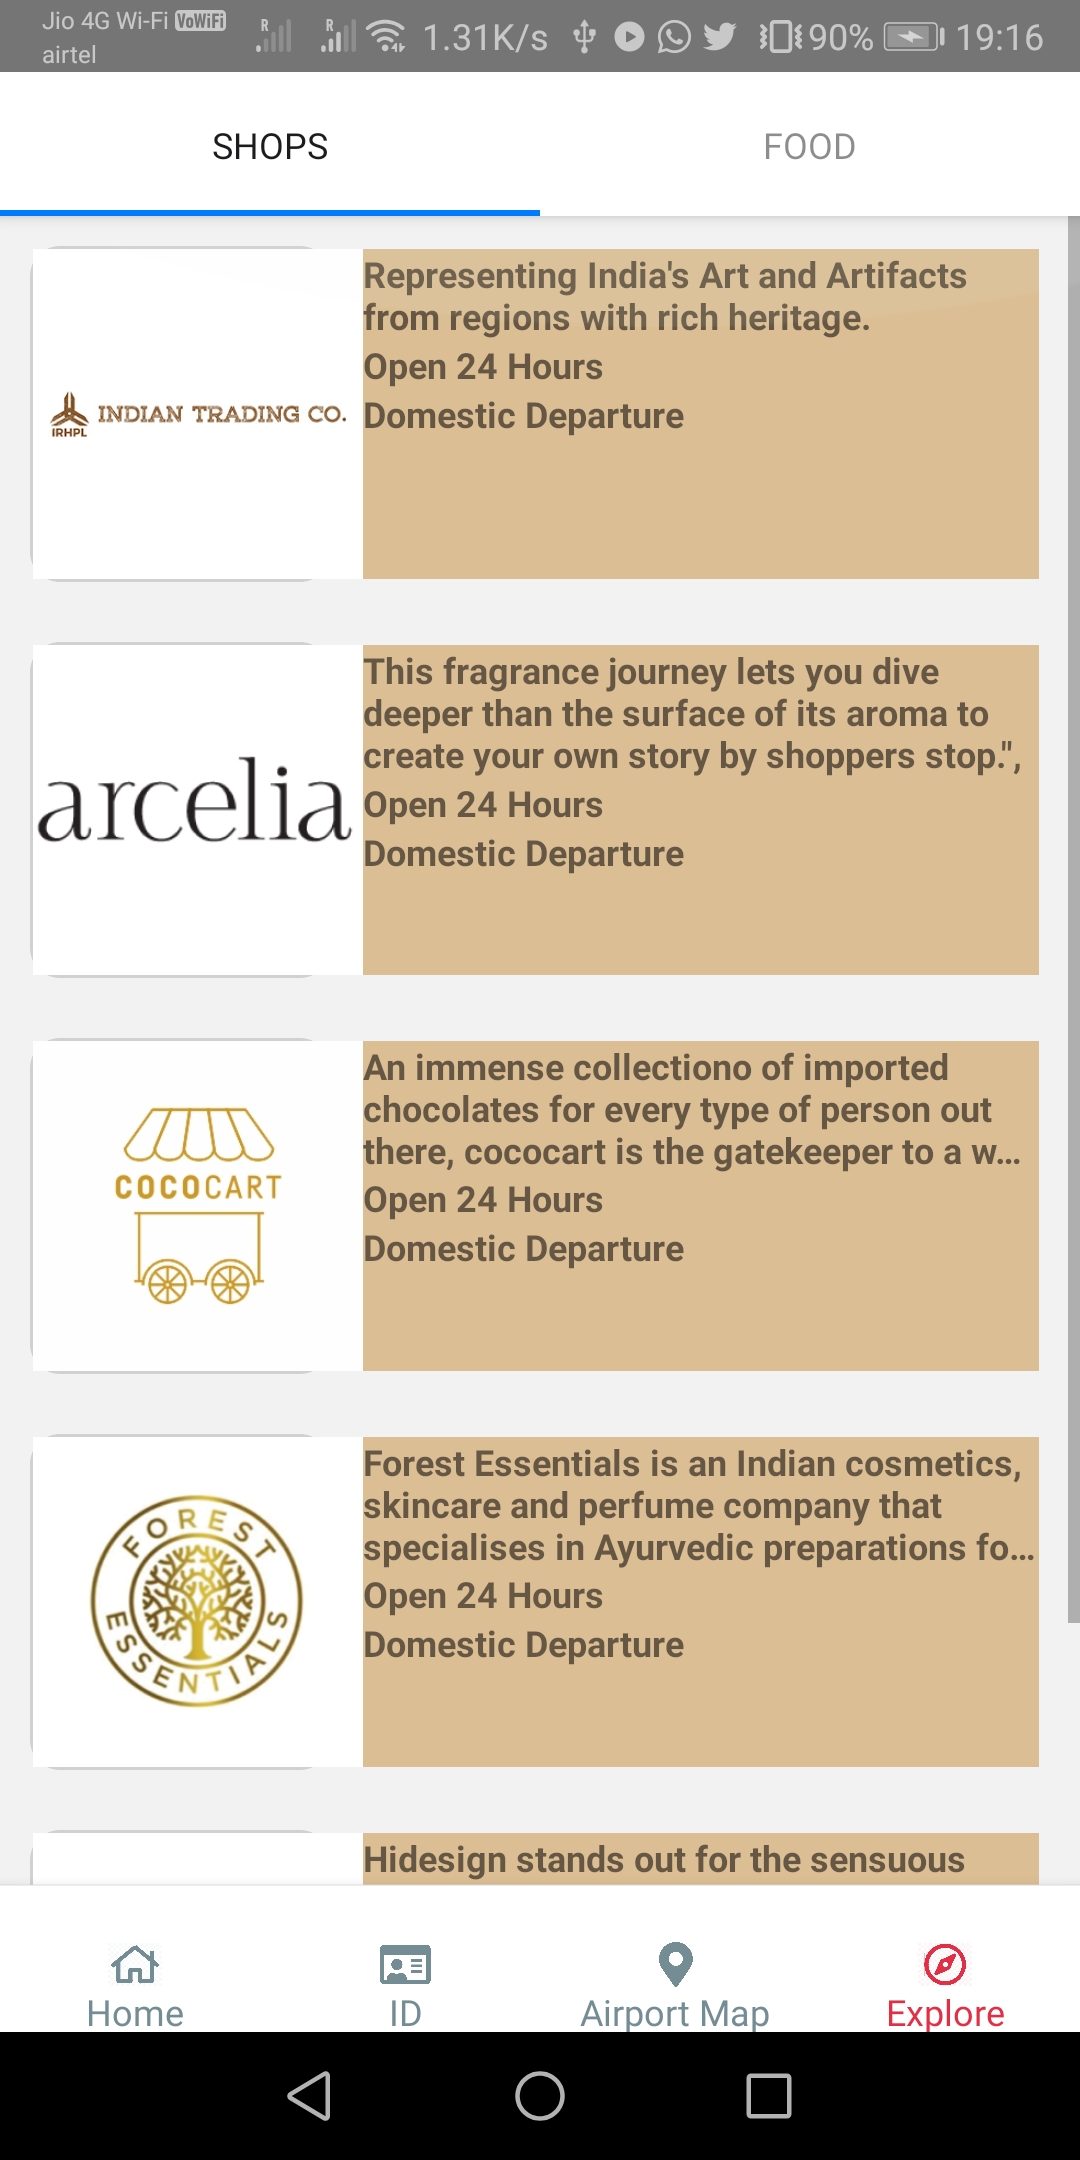 Jio 4G Wi-Fi VoWiFi
airtel
R
R
1.31K/s
90%
19:16
SHOPS
FOOD
IRHPL
INDIAN TRADING CO.
Representing India's Art and Artifacts
from regions with rich heritage.
Open 24 Hours
Domestic Departure
arcelia
This fragrance journey lets you dive
deeper than the surface of its aroma to
create your own story by shoppers stop.",
Open 24 Hours
Domestic Departure
COCOCART
An immense collectiono of imported
chocolates for every type of person out
there, cococart is the gatekeeper to a w...
Open 24 Hours
Domestic Departure
FOREST
ESSENTIALS
Forest Essentials is an Indian cosmetics,
skincare and perfume company that
specialises in Ayurvedic preparations fo...
Open 24 Hours
Domestic Departure
Hidesign stands out for the sensuous
Home
ID
Airport Map
Explore